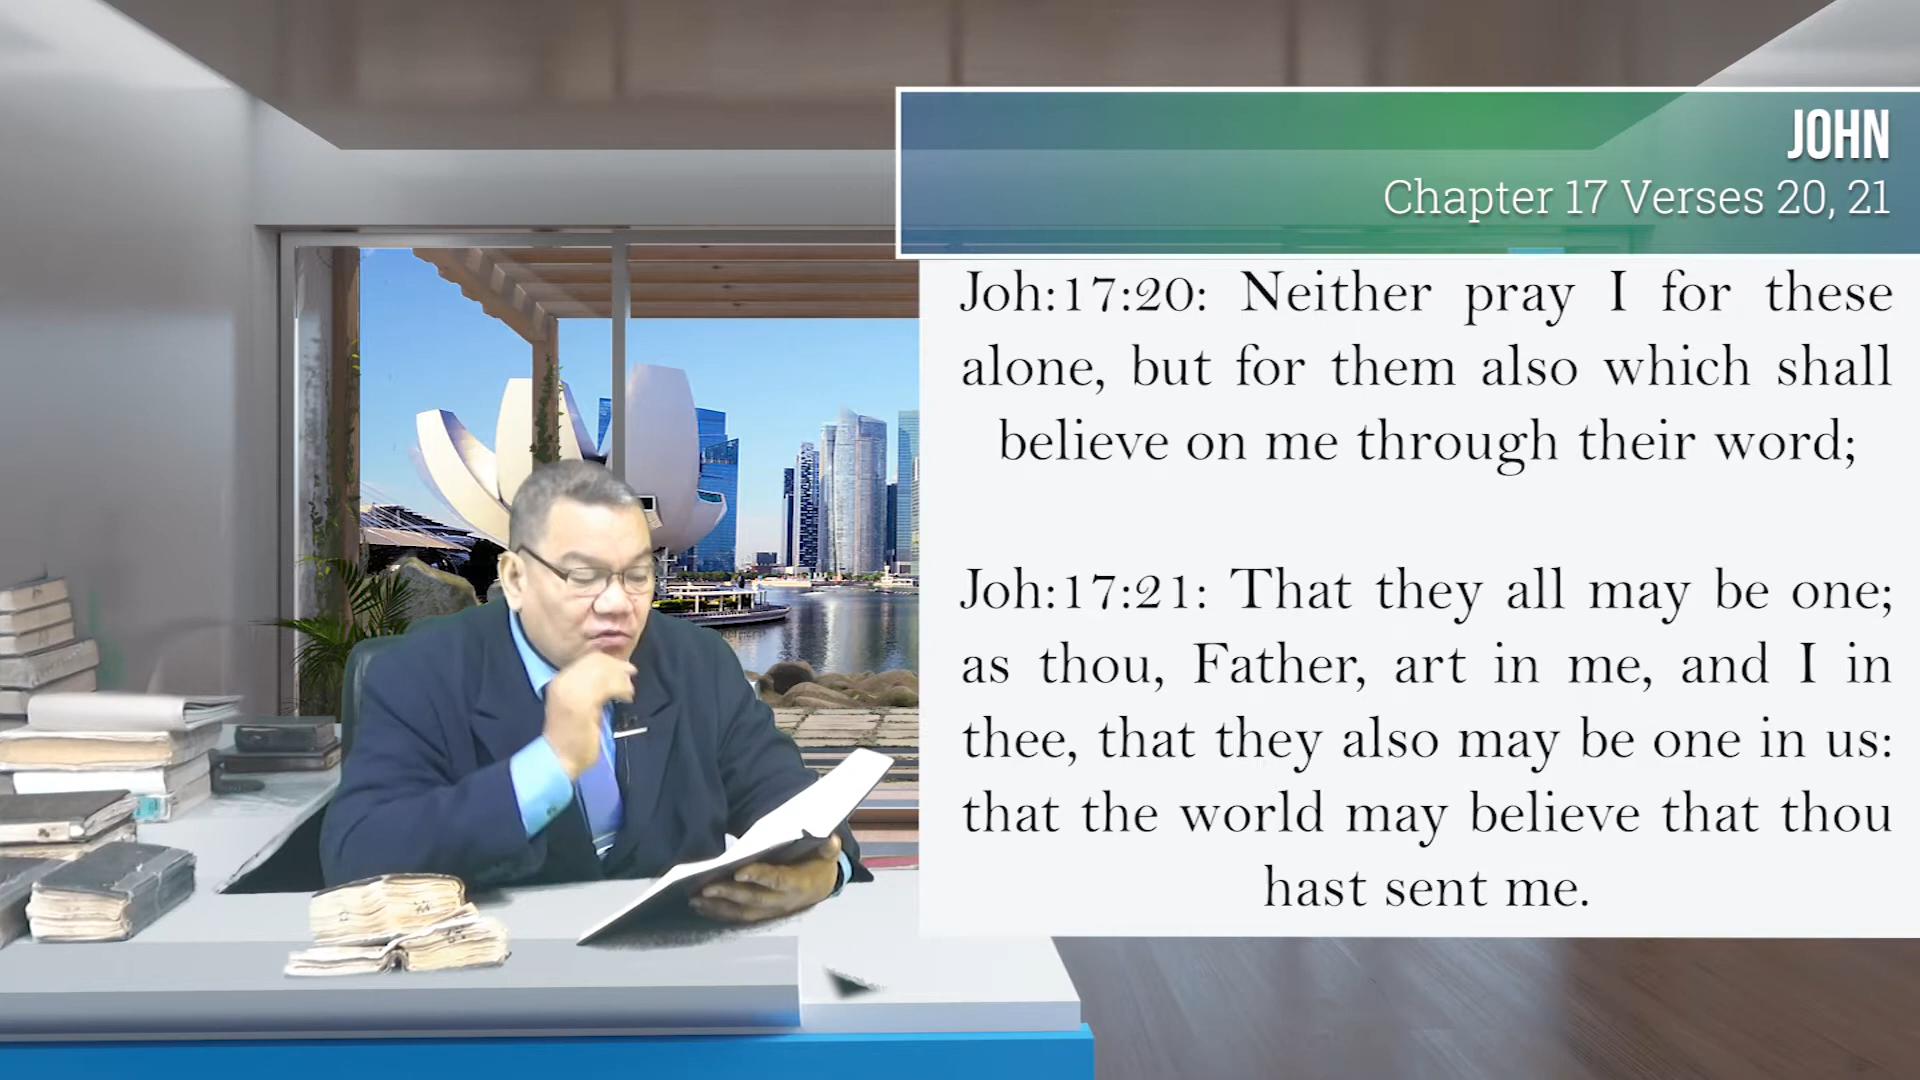 JOHN
Chapter 17 Verses 20, 21
Joh:17:20: Neither pray I for these
alone, but for them also which shall
believe on me through their word;
Joh:17:21: That they all may be one;
as thou, Father, art in me, and I in
thee, that they also may be one in us:
that the world may believe that thou
hast sent me.